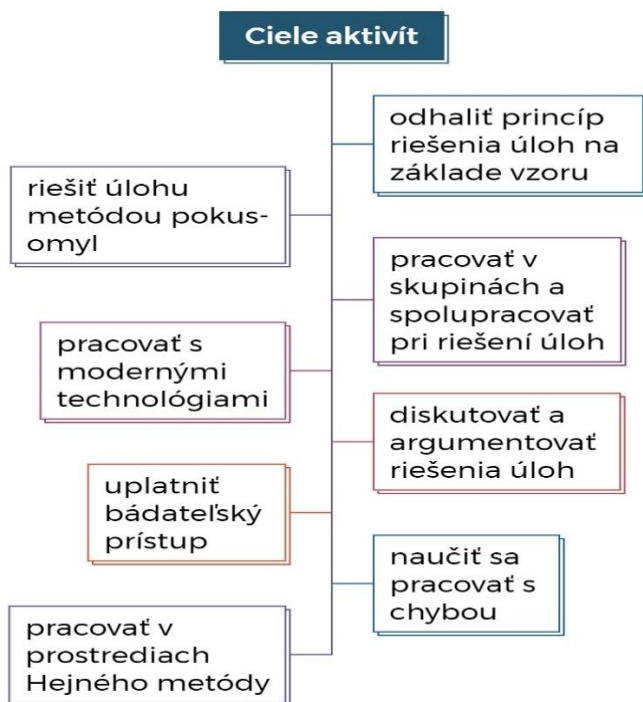 Ciele aktivít
odhaliť princíp
riešenia úloh na
základe vzoru
riešiť úlohu
metódou pokus-
omyl
pracovať v
skupinách a
spolupracovať
pri riešení úloh
pracovať s
modernými
technológiami
diskutovať a
argumentovať
riešenia úloh
uplatniť
bádateľský
prístup
naučiť sa
pracovať s
chybou
pracovať v
prostrediach
Hejného metódy